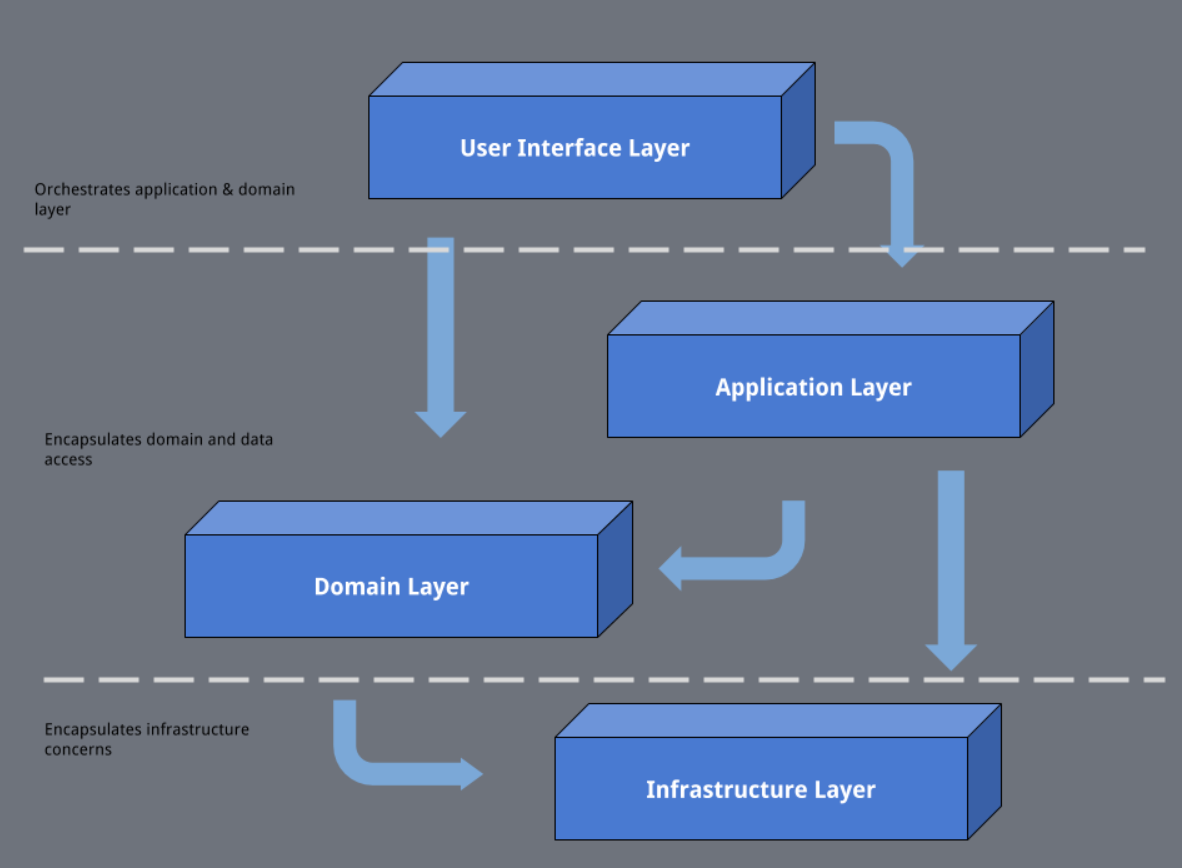 User Interface Layer
Orchestrates application & domain
layer
Application Layer
Encapsulates domain and data
access
Domain Layer
Encapsulates infrastructure
concerns
Infrastructure Layer